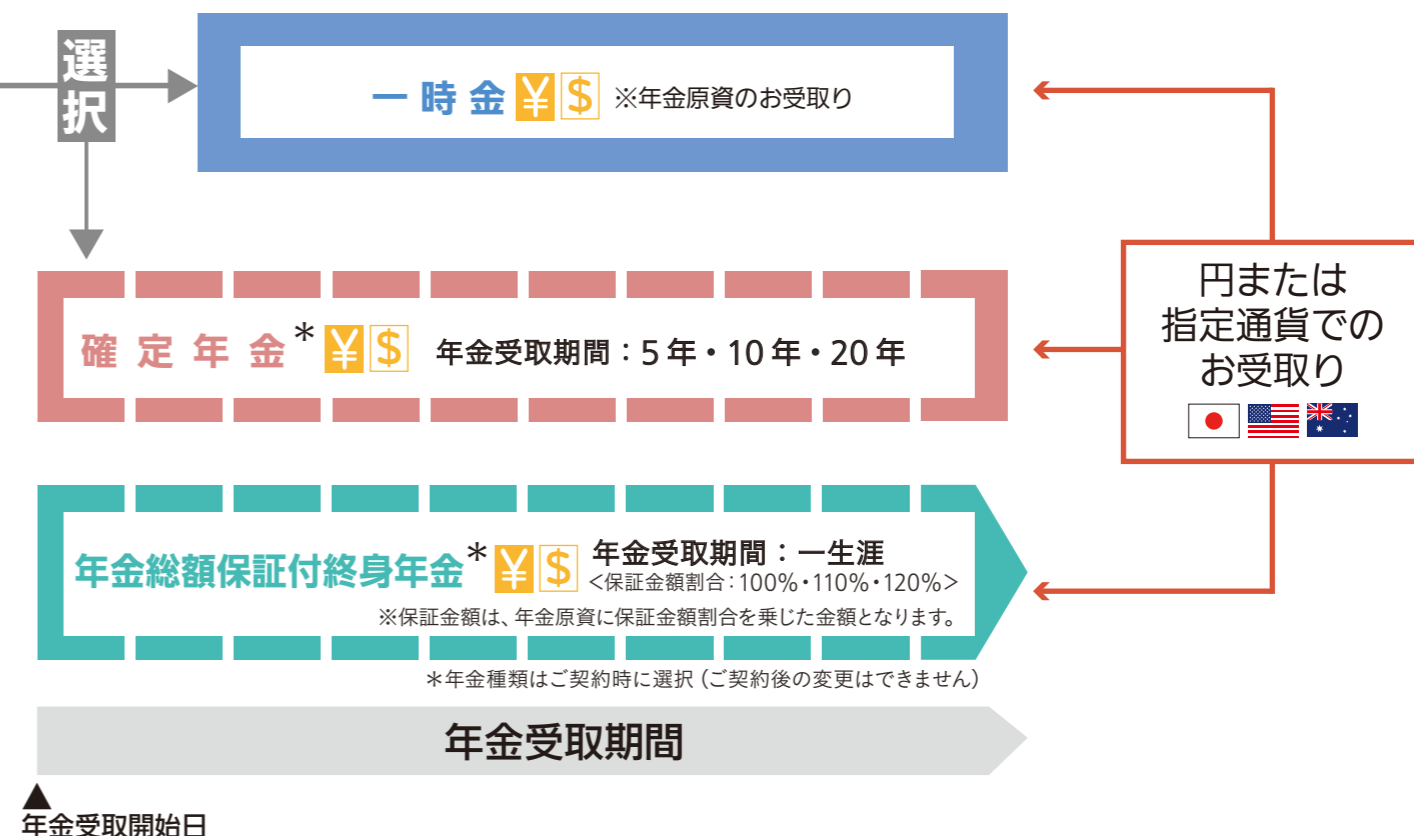 選択
一時金 ¥ $ ※年金原資のお受取り
確定年金* ¥ $ 年金受取期間：5年・10年・20年
円または
指定通貨での
お受取り
年金総額保証付終身年金* ¥ $ 年金受取期間：一生涯
<保証金額割合：100％・110％・120％>
※保証金額は、年金原資に保証金額割合を乗じた金額となります。
*年金種類はご契約時に選択（ご契約後の変更はできません）
年金受取期間
▲
年金受取開始日